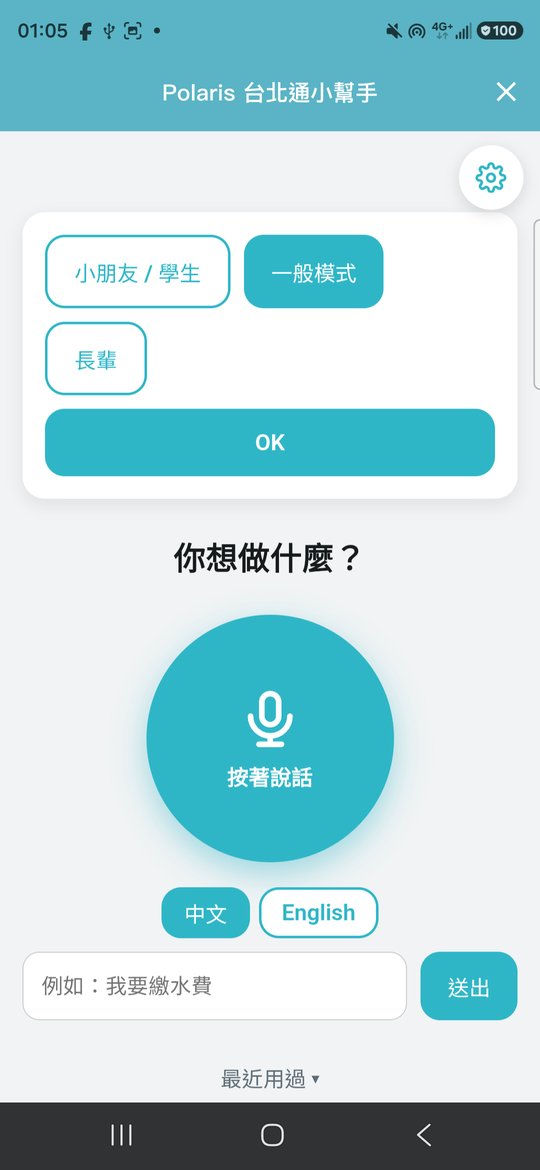 01:05 4G+ 100
Polaris 台北通小幫手
小朋友 / 學生
一般模式
長輩
OK
你想做什麼？
按著說話
中文
English
例如：我要繳水費
送出
最近用過 ▾